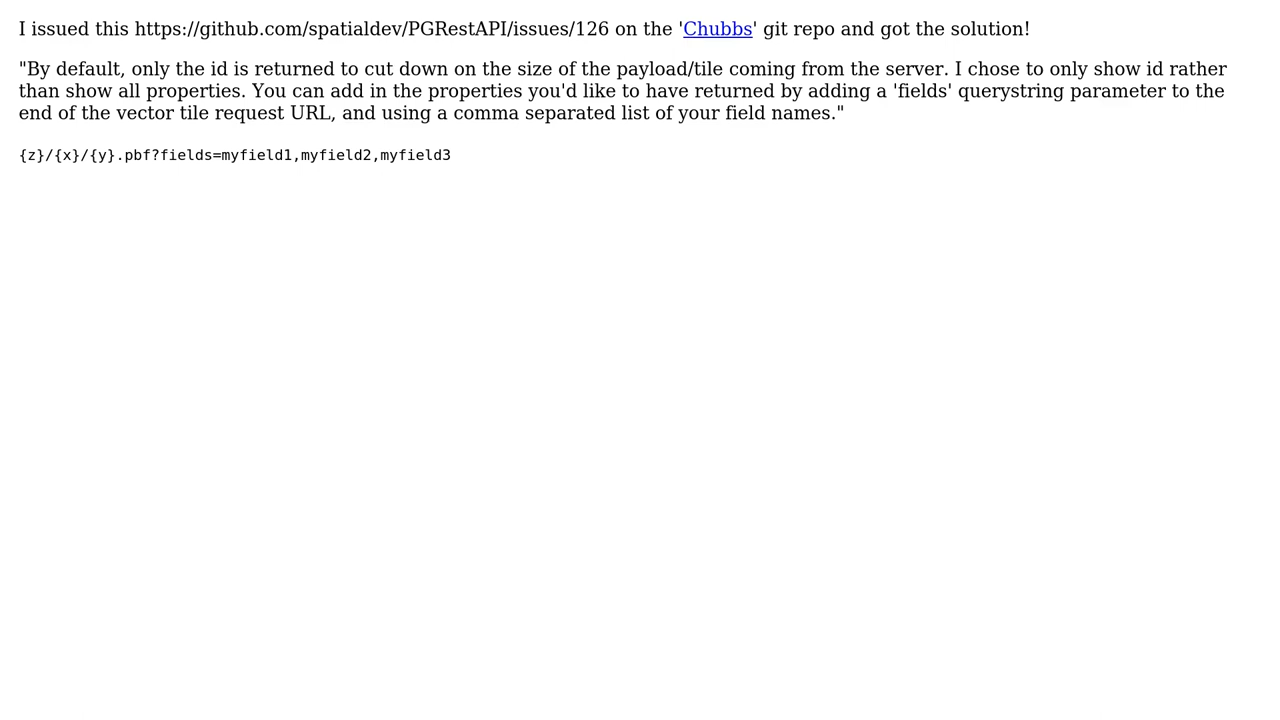 I issued this https://github.com/spatialdev/PGRestAPI/issues/126 on the 'Chubbs' git repo and got the solution!
"By default, only the id is returned to cut down on the size of the payload/tile coming from the server. I chose to only show id rather
than show all properties. You can add in the properties you'd like to have returned by adding a 'fields' querystring parameter to the
end of the vector tile request URL, and using a comma separated list of your field names."
{z}/{x}/{y}.pbf?fields=myfield1,myfield2,myfield3